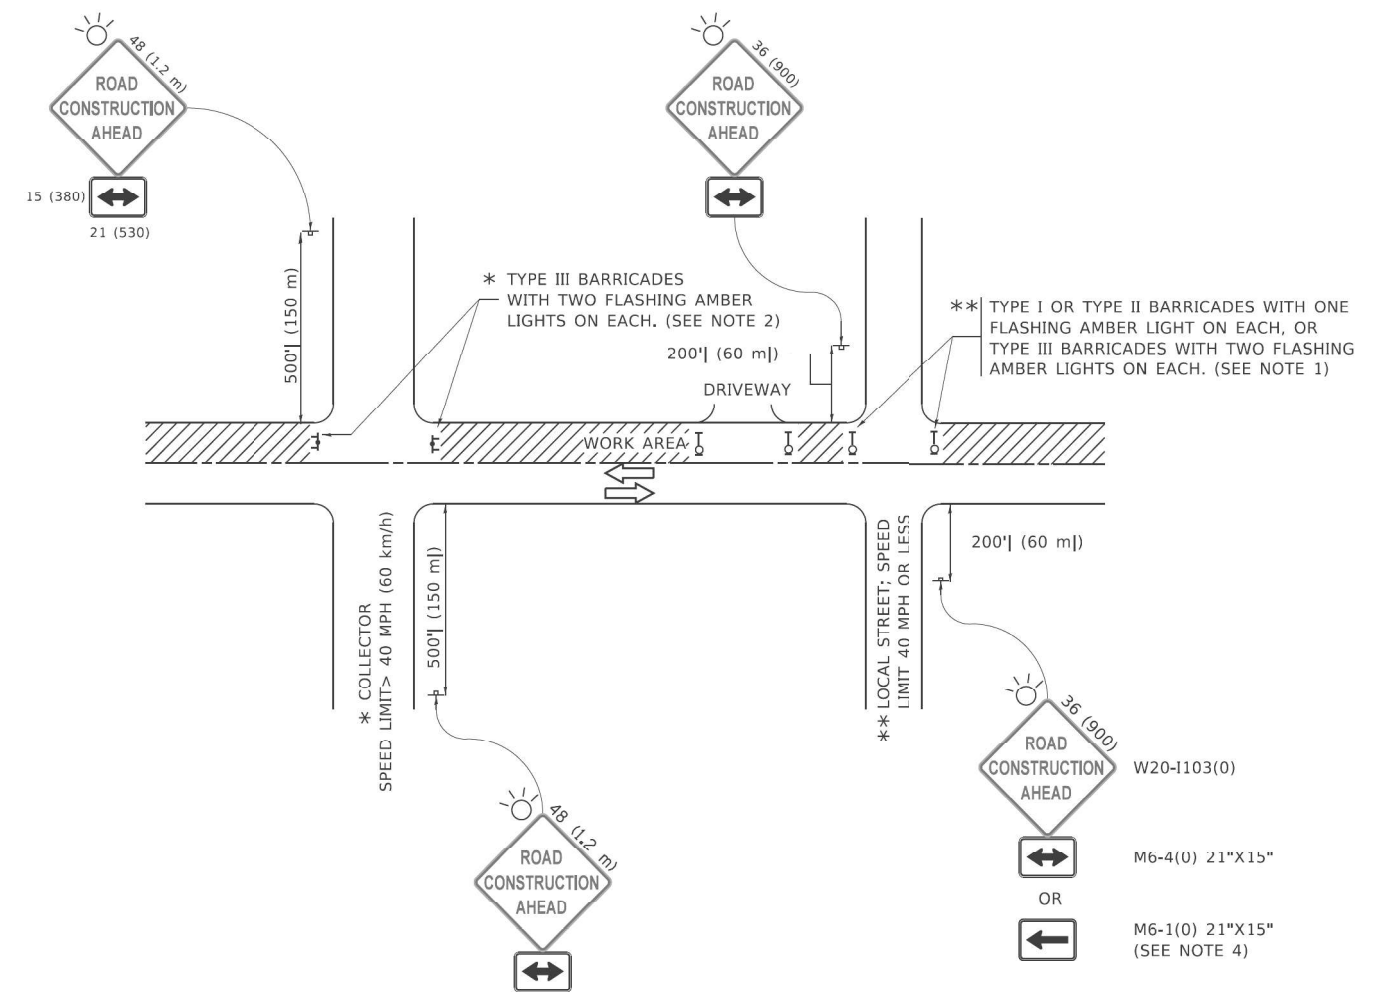 48 (1.2 m)
ROAD
CONSTRUCTION
AHEAD
15 (380)
21 (530)
36 (900)
ROAD
CONSTRUCTION
AHEAD
500'| (150 m)
* TYPE III BARRICADES
WITH TWO FLASHING AMBER
LIGHTS ON EACH. (SEE NOTE 2)
200'| (60 m|)
DRIVEWAY
** TYPE I OR TYPE II BARRICADES WITH ONE
FLASHING AMBER LIGHT ON EACH, OR
TYPE III BARRICADES WITH TWO FLASHING
AMBER LIGHTS ON EACH. (SEE NOTE 1)
WORK AREA
* COLLECTOR
SPEED LIMIT> 40 MPH (60 km/h)
500'| (150 m|)
** LOCAL STREET; SPEED
LIMIT 40 MPH OR LESS
200'| (60 m|)
48 (1.2 m)
ROAD
CONSTRUCTION
AHEAD
36 (900)
ROAD
CONSTRUCTION
AHEAD
W20-I103(0)
M6-4(0) 21"X15"
OR
M6-1(0) 21"X15"
(SEE NOTE 4)